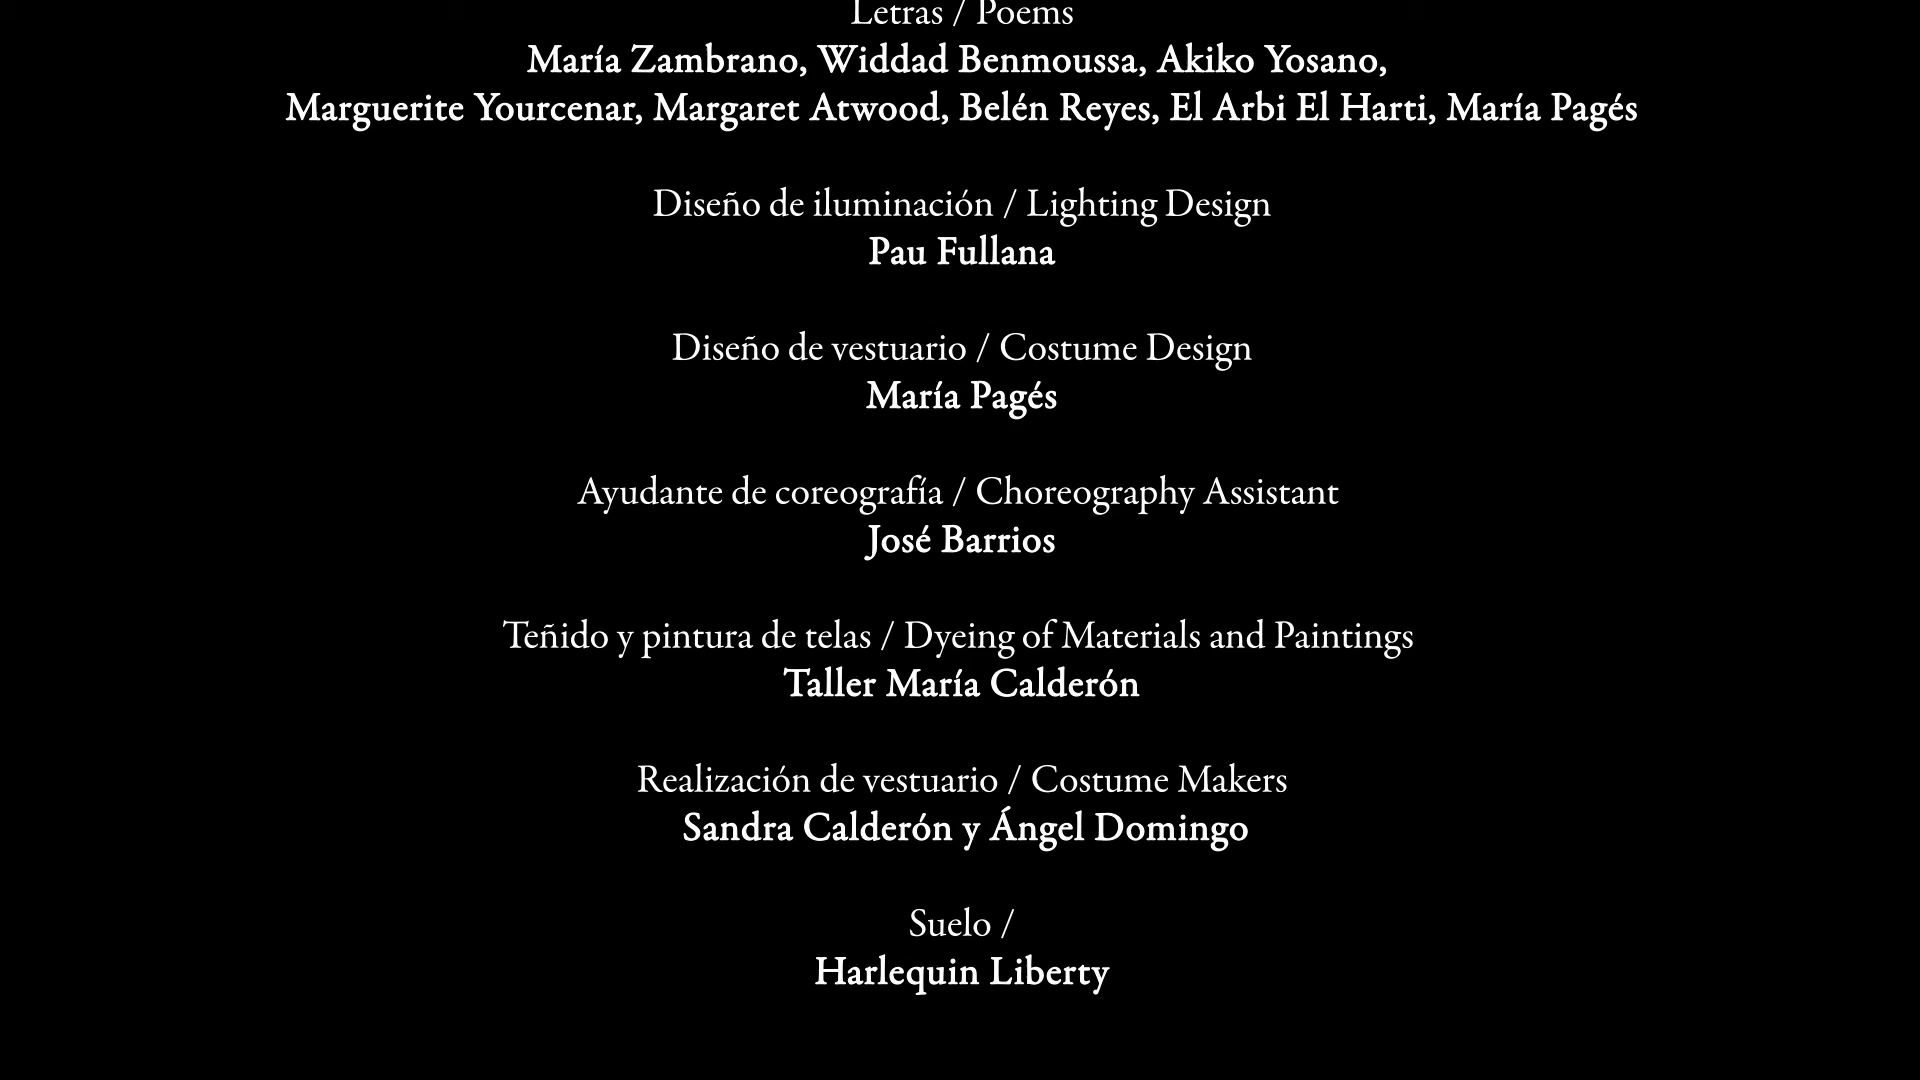 Letras / Poems
María Zambrano, Widdad Benmoussa, Akiko Yosano,
Marguerite Yourcenar, Margaret Atwood, Belén Reyes, El Arbi El Harti, María Pagés
Diseño de iluminación / Lighting Design
Pau Fullana
Diseño de vestuario / Costume Design
María Pagés
Ayudante de coreografía / Choreography Assistant
José Barrios
Teñido y pintura de telas / Dyeing of Materials and Paintings
Taller María Calderón
Realización de vestuario / Costume Makers
Sandra Calderón y Ángel Domingo
Suelo /
Harlequin Liberty